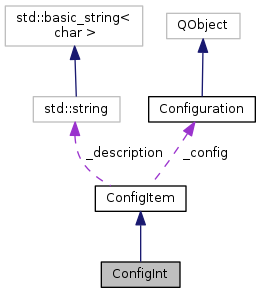 std::basic_string<
char >
QObject
std::string
Configuration
_description
_config
ConfigItem
ConfigInt